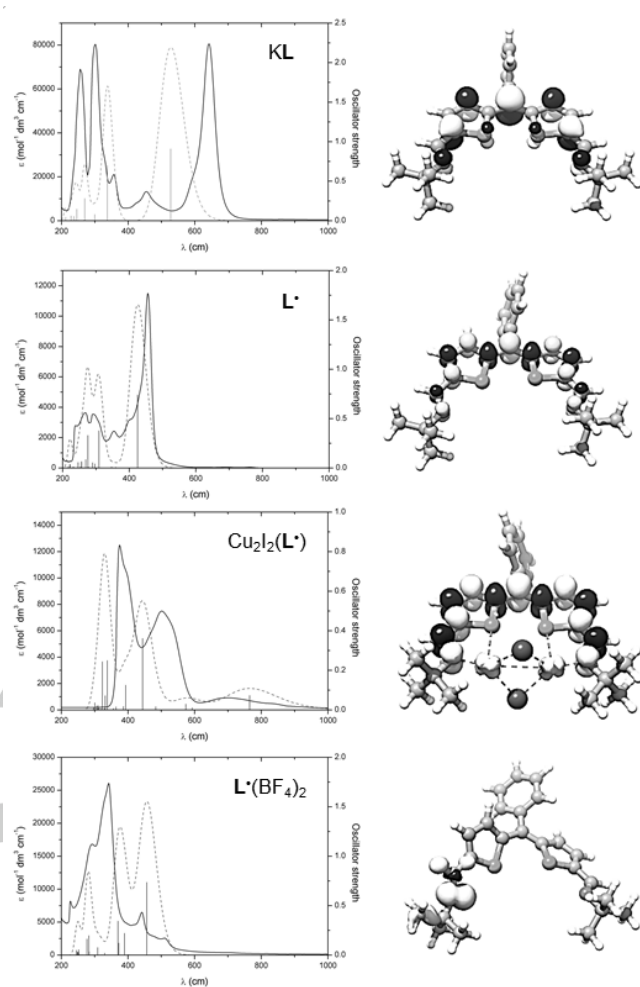 KL
ε (mol⁻¹ dm³ cm⁻¹)
80000
60000
40000
20000
0
2.5
2.0
1.5
1.0
0.5
0.0
Oscillator strength
200 400 600 800 1000
λ (cm)
L•
ε (mol⁻¹ dm³ cm⁻¹)
12000
10000
8000
6000
4000
2000
0
2.0
1.5
1.0
0.5
0.0
Oscillator strength
200 400 600 800 1000
λ (cm)
Cu₂I₂(L•)
ε (mol⁻¹ dm³ cm⁻¹)
14000
12000
10000
8000
6000
4000
2000
0
1.0
0.8
0.6
0.4
0.2
0.0
Oscillator strength
200 400 600 800 1000
λ (cm)
L•(BF₄)₂
ε (mol⁻¹ dm³ cm⁻¹)
30000
25000
20000
15000
10000
5000
0
2.0
1.5
1.0
0.5
0.0
Oscillator strength
200 400 600 800 1000
λ (cm)